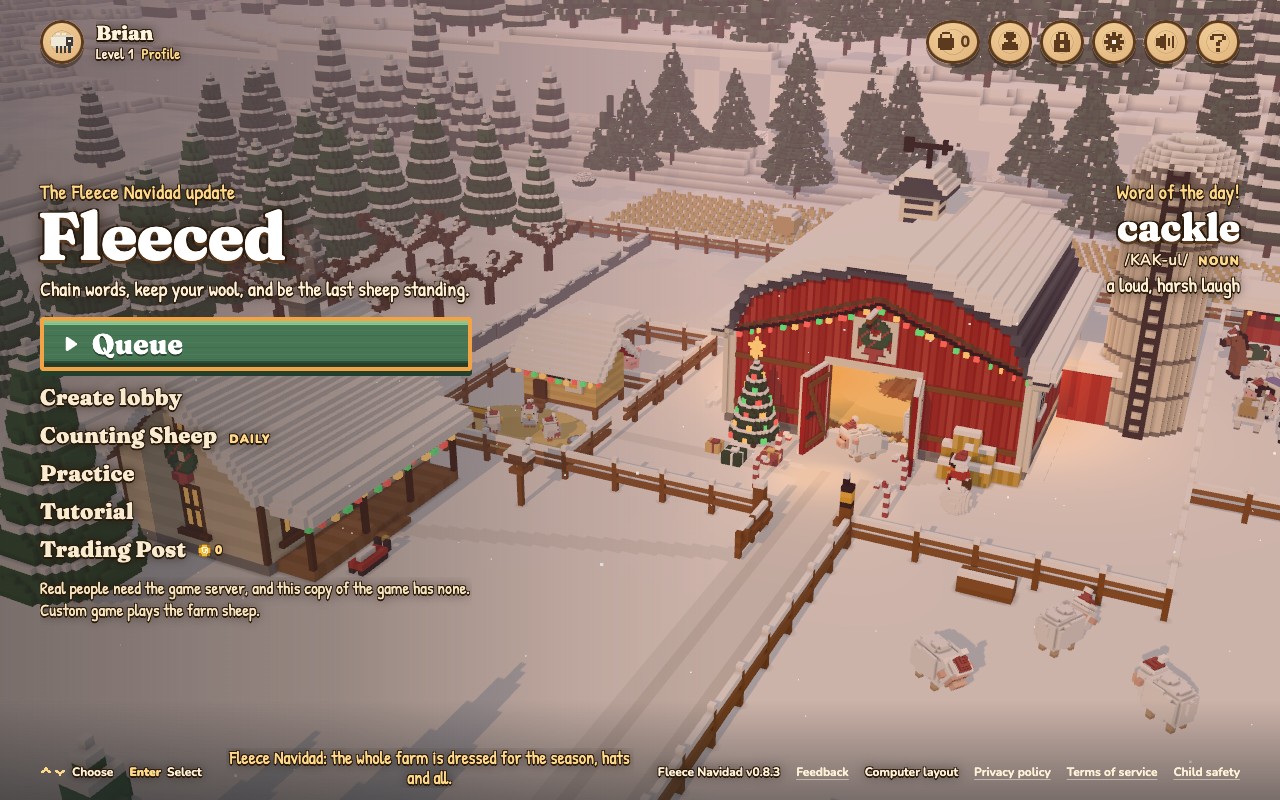 Brian
Level 1 Profile
0
?
The Fleece Navidad update
Fleeced
Chain words, keep your wool, and be the last sheep standing.
Queue
Create lobby
Counting Sheep DAILY
Practice
Tutorial
Trading Post 0
Real people need the game server, and this copy of the game has none.
Custom game plays the farm sheep.
Word of the day!
cackle
/KAK-ul/ NOUN
a loud, harsh laugh
Choose Enter Select
Fleece Navidad: the whole farm is dressed for the season, hats
and all.
Fleece Navidad v0.8.3 Feedback Computer layout Privacy policy Terms of service Child safety